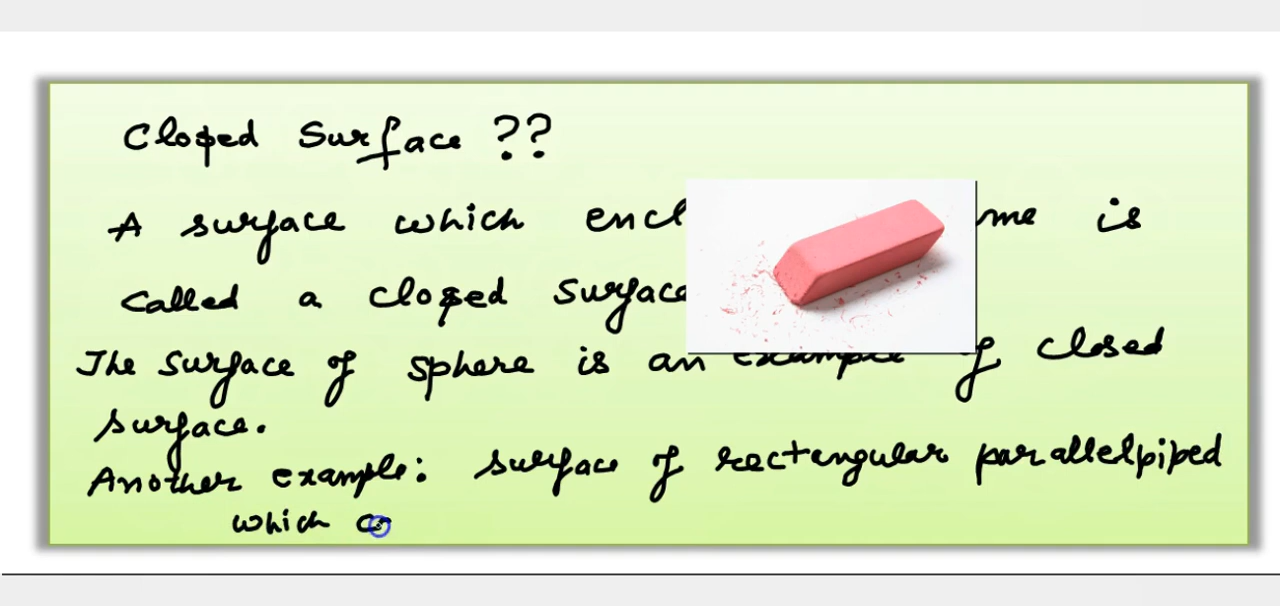 Closed Surface ??
A surface which encl me is
called a closed surface
The surface of sphere is an example of closed
surface.
Another example: surface of rectangular parallelpiped
which